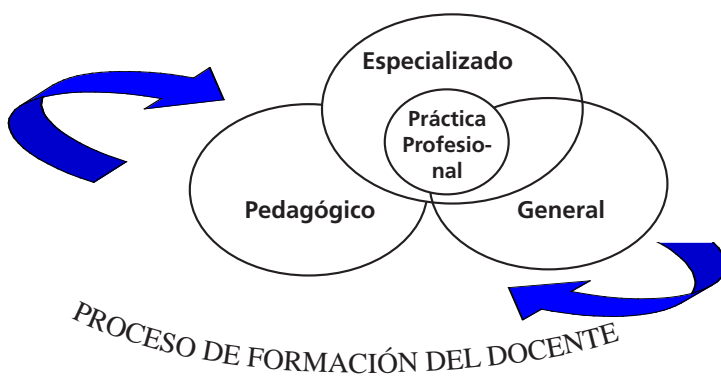 Especializado
Práctica
Profesio-
nal
Pedagógico
General
PROCESO DE FORMACIÓN DEL DOCENTE